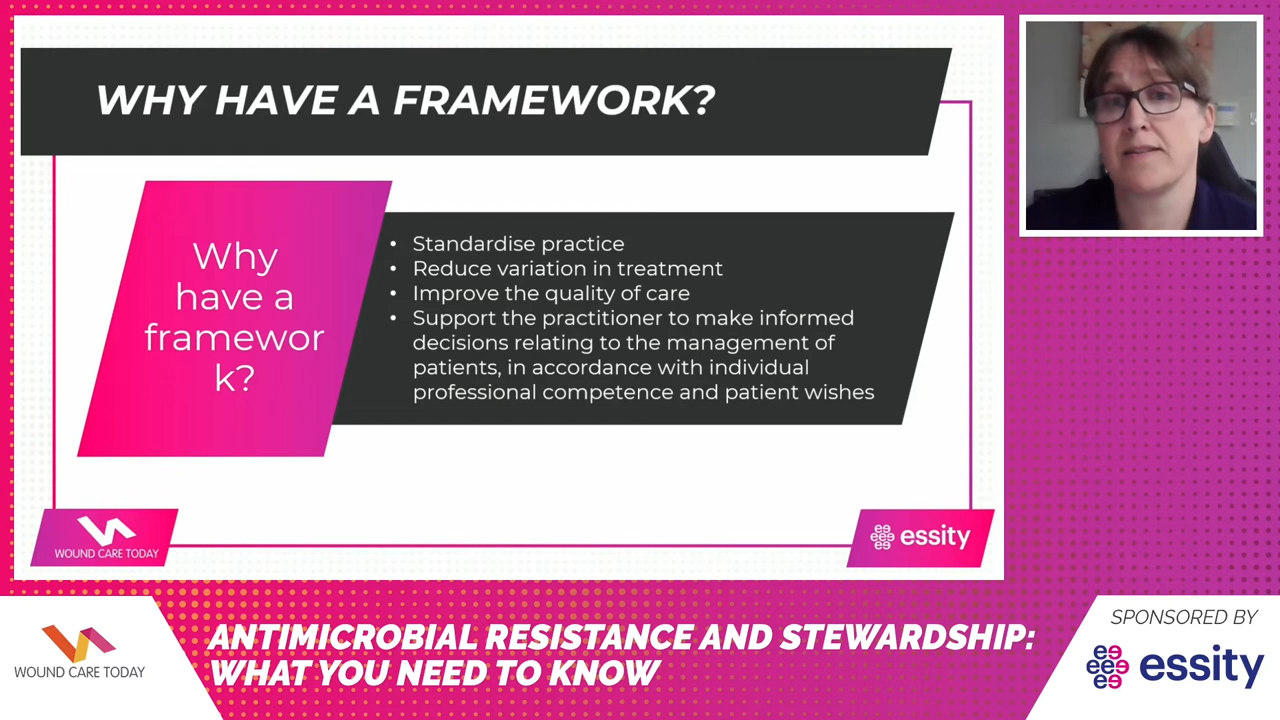 WHY HAVE A FRAMEWORK?
Why
have a
framewor
k?
• Standardise practice
• Reduce variation in treatment
• Improve the quality of care
• Support the practitioner to make informed
decisions relating to the management of
patients, in accordance with individual
professional competence and patient wishes
WOUND CARE TODAY
essity
WOUND CARE TODAY
ANTIMICROBIAL RESISTANCE AND STEWARDSHIP:
WHAT YOU NEED TO KNOW
SPONSORED BY
essity